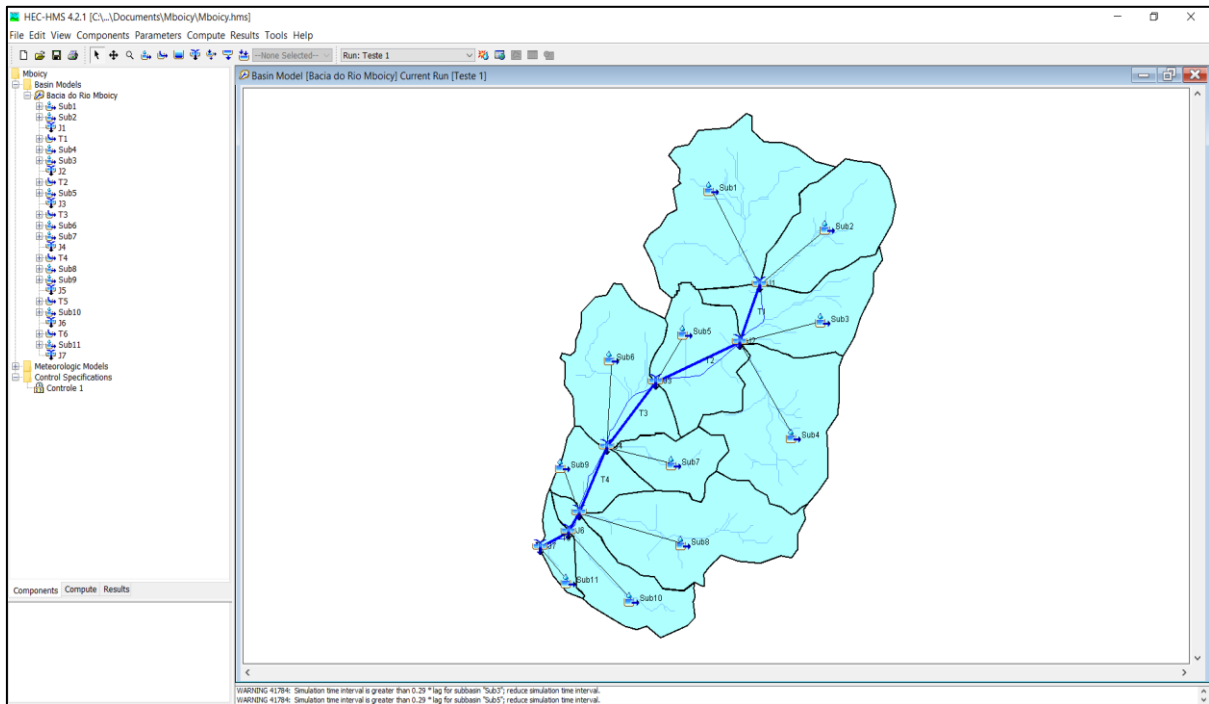 HEC-HMS 4.2.1 [C:\...\Documents\Mboicy\Mboicy.hms]
File Edit View Components Parameters Compute Results Tools Help
--None Selected-- Run: Teste 1
Mboicy
Basin Models
Bacia do Rio Mboicy
Sub1
Sub2
J1
T1
Sub4
Sub3
J2
T2
Sub5
J3
T3
Sub6
Sub7
J4
T4
Sub8
Sub9
J5
T5
Sub10
J6
T6
Sub11
J7
Meteorologic Models
Control Specifications
Controle 1
Components Compute Results
Basin Model [Bacia do Rio Mboicy] Current Run [Teste 1]
Sub1
Sub2
J1
T1
Sub3
Sub5
J2
T2
Sub6
J3
T3
Sub4
J4
Sub9
Sub7
T4
J6
J7
Sub8
Sub11
Sub10
WARNING 41784: Simulation time interval is greater than 0.29 * lag for subbasin "Sub3"; reduce simulation time interval.
WARNING 41784: Simulation time interval is greater than 0.29 * lag for subbasin "Sub5"; reduce simulation time interval.